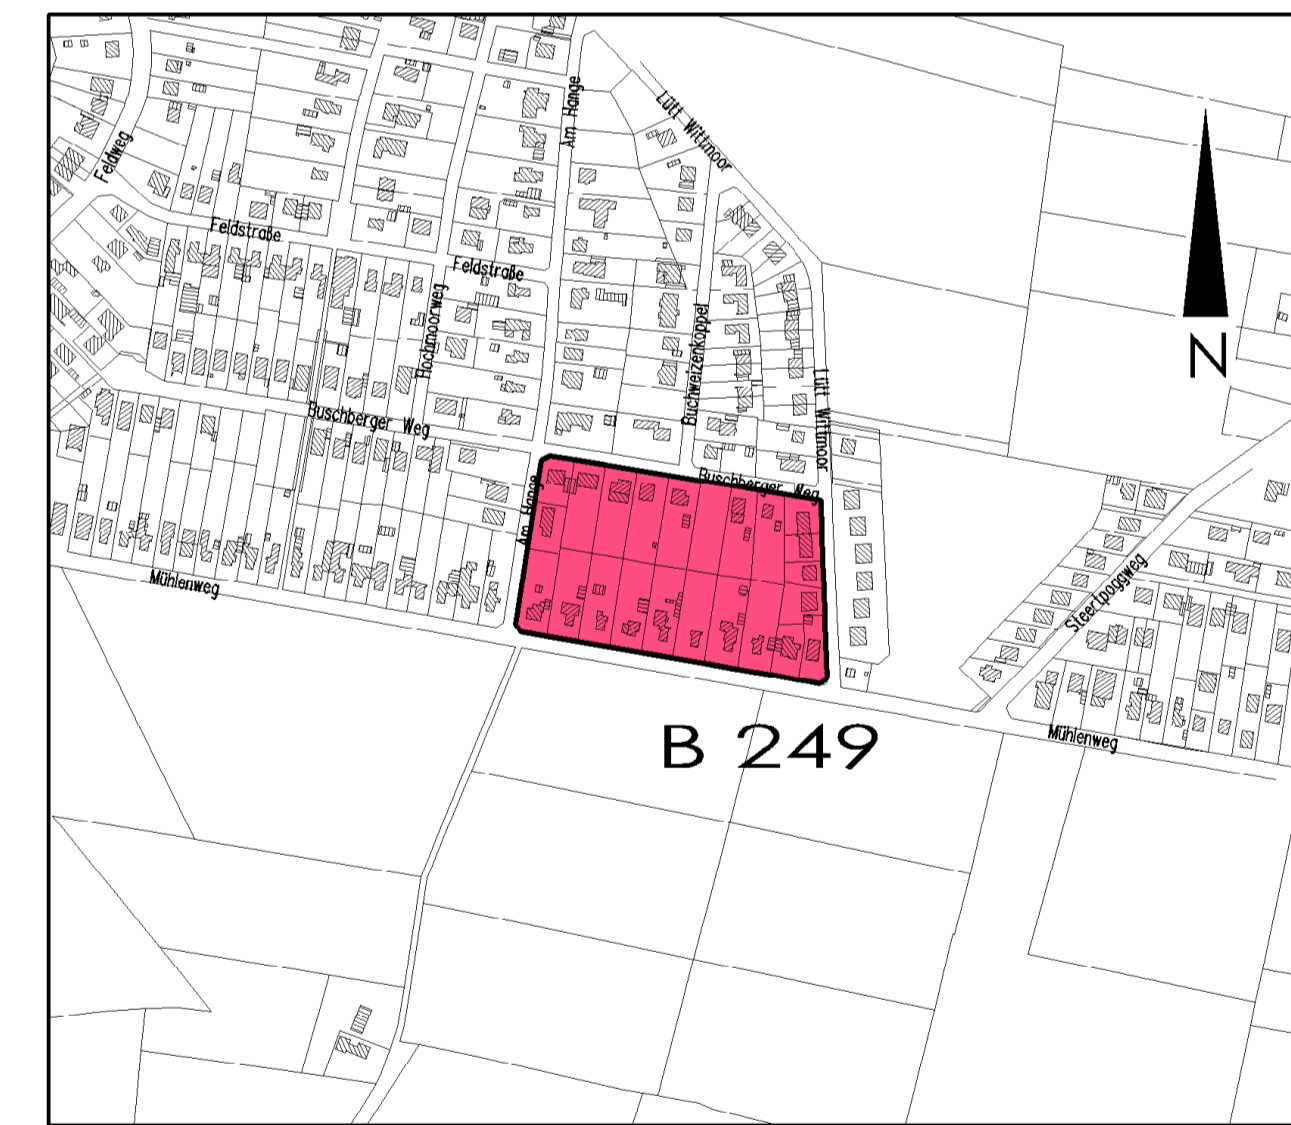 Am Hange
Lütt Wittmoor
Feldweg
Feldstraße
Feldstraße
Hochmoorweg
Buchweizenkoppel
N
Lütt Wittmoor
Buschberger Weg
Buschberger Weg
Am Hange
Mühlenweg
Steertpoggweg
B 249
Mühlenweg